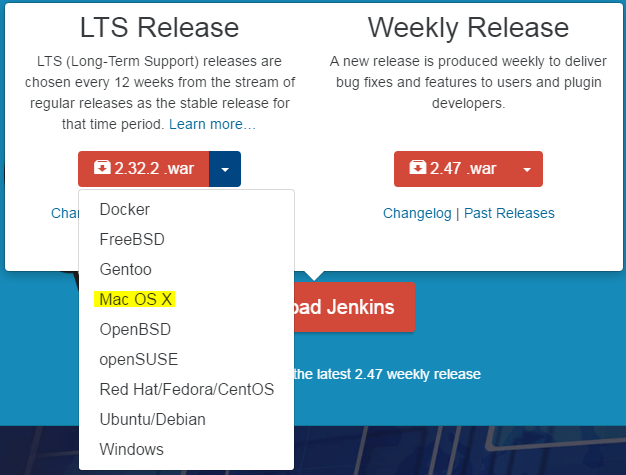 LTS Release
LTS (Long-Term Support) releases are
chosen every 12 weeks from the stream of
regular releases as the stable release for
that time period. Learn more…
2.32.2 .war
Docker
FreeBSD
Gentoo
Mac OS X
OpenBSD
openSUSE
Red Hat/Fedora/CentOS
Ubuntu/Debian
Windows
Weekly Release
A new release is produced weekly to deliver
bug fixes and features to users and plugin
developers.
2.47 .war
Changelog | Past Releases
Jenkins
the latest 2.47 weekly release